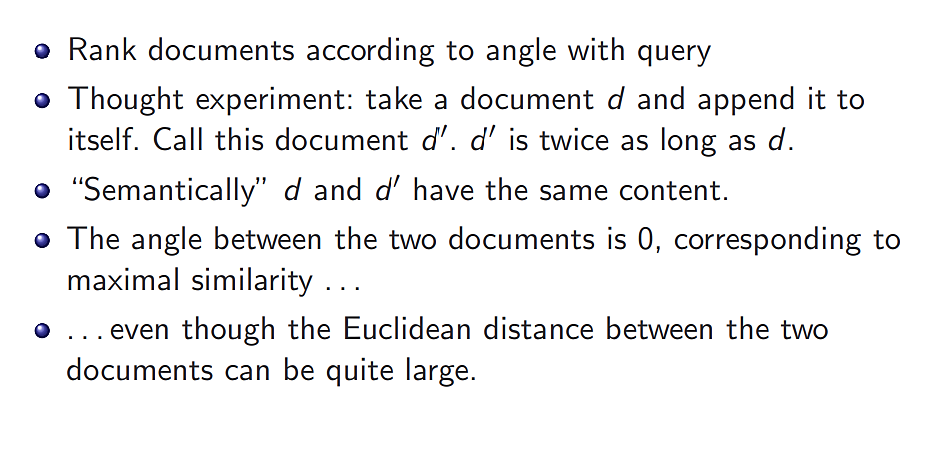 Rank documents according to angle with query
Thought experiment: take a document d and append it to
itself. Call this document d′. d′ is twice as long as d.
“Semantically” d and d′ have the same content.
The angle between the two documents is 0, corresponding to
maximal similarity . . .
. . . even though the Euclidean distance between the two
documents can be quite large.